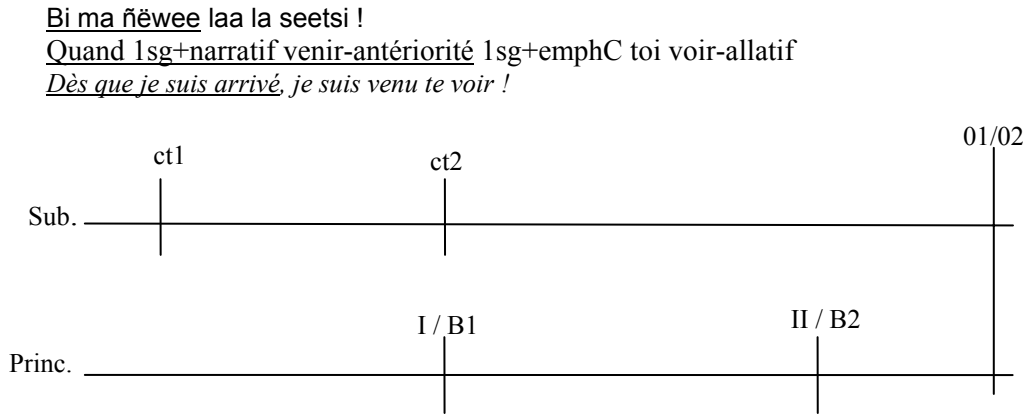 Bi ma ñëwee laa la seetsi !
Quand 1sg+narratif venir-antériorité 1sg+emphC toi voir-allatif
Dès que je suis arrivé, je suis venu te voir !
01/02
ct1 ct2
Sub.
I / B1 II / B2
Princ.